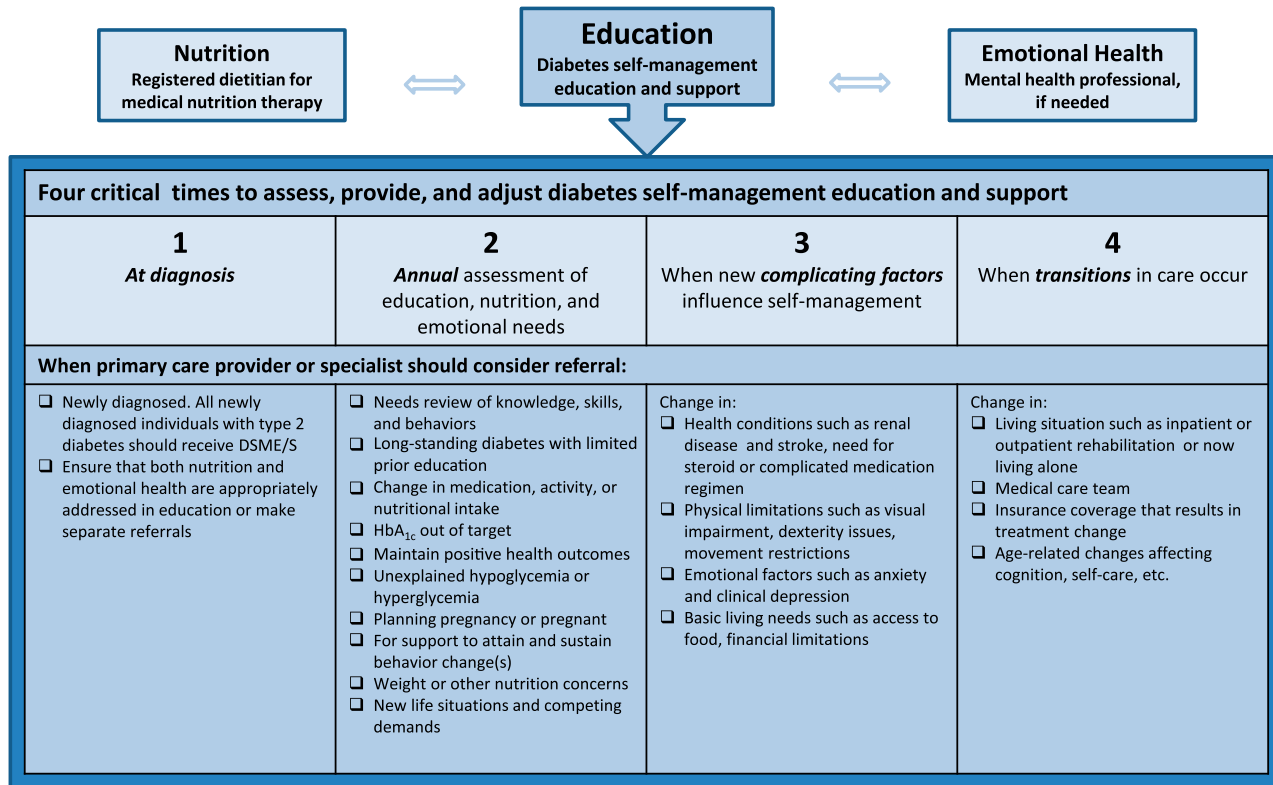 Nutrition
Registered dietitian for
medical nutrition therapy
Education
Diabetes self-management
education and support
Emotional Health
Mental health professional,
if needed
Four critical times to assess, provide, and adjust diabetes self-management education and support
1
At diagnosis
2
Annual assessment of
education, nutrition, and
emotional needs
3
When new complicating factors
influence self-management
4
When transitions in care occur
When primary care provider or specialist should consider referral:
❑ Newly diagnosed. All newly
diagnosed individuals with type 2
diabetes should receive DSME/S
❑ Ensure that both nutrition and
emotional health are appropriately
addressed in education or make
separate referrals
❑ Needs review of knowledge, skills,
and behaviors
❑ Long-standing diabetes with limited
prior education
❑ Change in medication, activity, or
nutritional intake
❑ HbA1c out of target
❑ Maintain positive health outcomes
❑ Unexplained hypoglycemia or
hyperglycemia
❑ Planning pregnancy or pregnant
❑ For support to attain and sustain
behavior change(s)
❑ Weight or other nutrition concerns
❑ New life situations and competing
demands
Change in:
❑ Health conditions such as renal
disease and stroke, need for
steroid or complicated medication
regimen
❑ Physical limitations such as visual
impairment, dexterity issues,
movement restrictions
❑ Emotional factors such as anxiety
and clinical depression
❑ Basic living needs such as access to
food, financial limitations
Change in:
❑ Living situation such as inpatient or
outpatient rehabilitation or now
living alone
❑ Medical care team
❑ Insurance coverage that results in
treatment change
❑ Age-related changes affecting
cognition, self-care, etc.